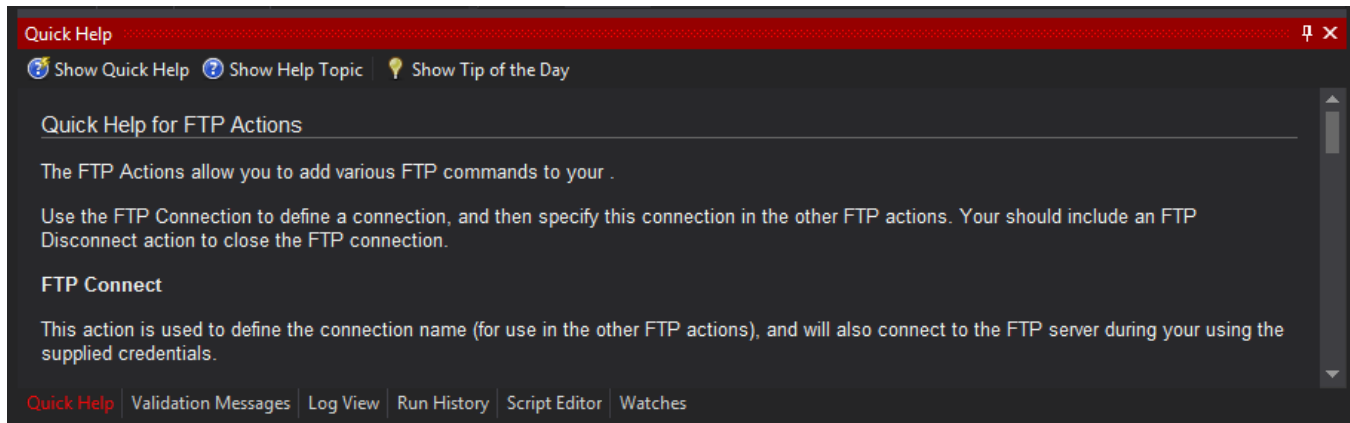 Quick Help
Show Quick Help Show Help Topic Show Tip of the Day
Quick Help for FTP Actions
The FTP Actions allow you to add various FTP commands to your .
Use the FTP Connection to define a connection, and then specify this connection in the other FTP actions. Your should include an FTP
Disconnect action to close the FTP connection.
FTP Connect
This action is used to define the connection name (for use in the other FTP actions), and will also connect to the FTP server during your using the
supplied credentials.
Quick Help Validation Messages Log View Run History Script Editor Watches